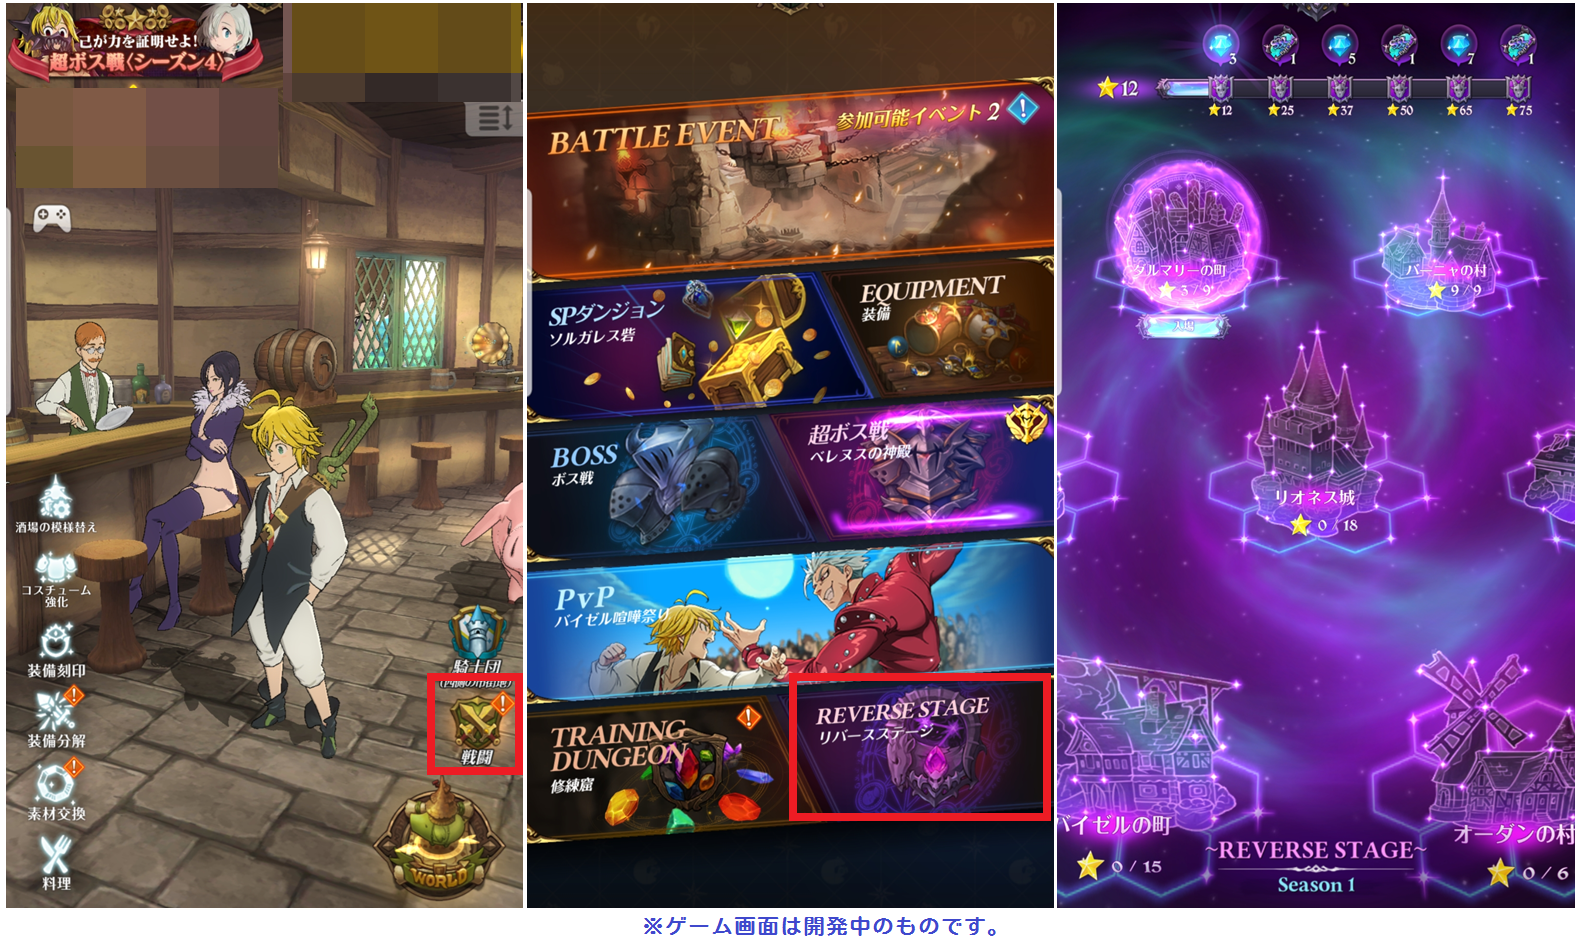 己が力を証明せよ!
超ボス戦〈シーズン4〉
酒場の模様替え
コスチューム
強化
装備刻印
装備分解
素材交換
料理
騎士団
戦闘
WORLD
BATTLE EVENT
参加可能イベント 2
SPダンジョン
ソルガレス砦
EQUIPMENT
装備
BOSS
ボス戦
超ボス戦
ベレヌスの神殿
PvP
バイゼル喧嘩祭り
TRAINING
DUNGEON
修練窟
REVERSE STAGE
リバースステージ
3
1
5
1
7
1
12
12
25
37
50
65
75
ダルマリーの町
3/9
入場
バーニャの村
9/9
リオネス城
0/18
バイゼルの町
0/15
オーダンの村
0/6
~REVERSE STAGE~
Season 1
※ゲーム画面は開発中のものです。